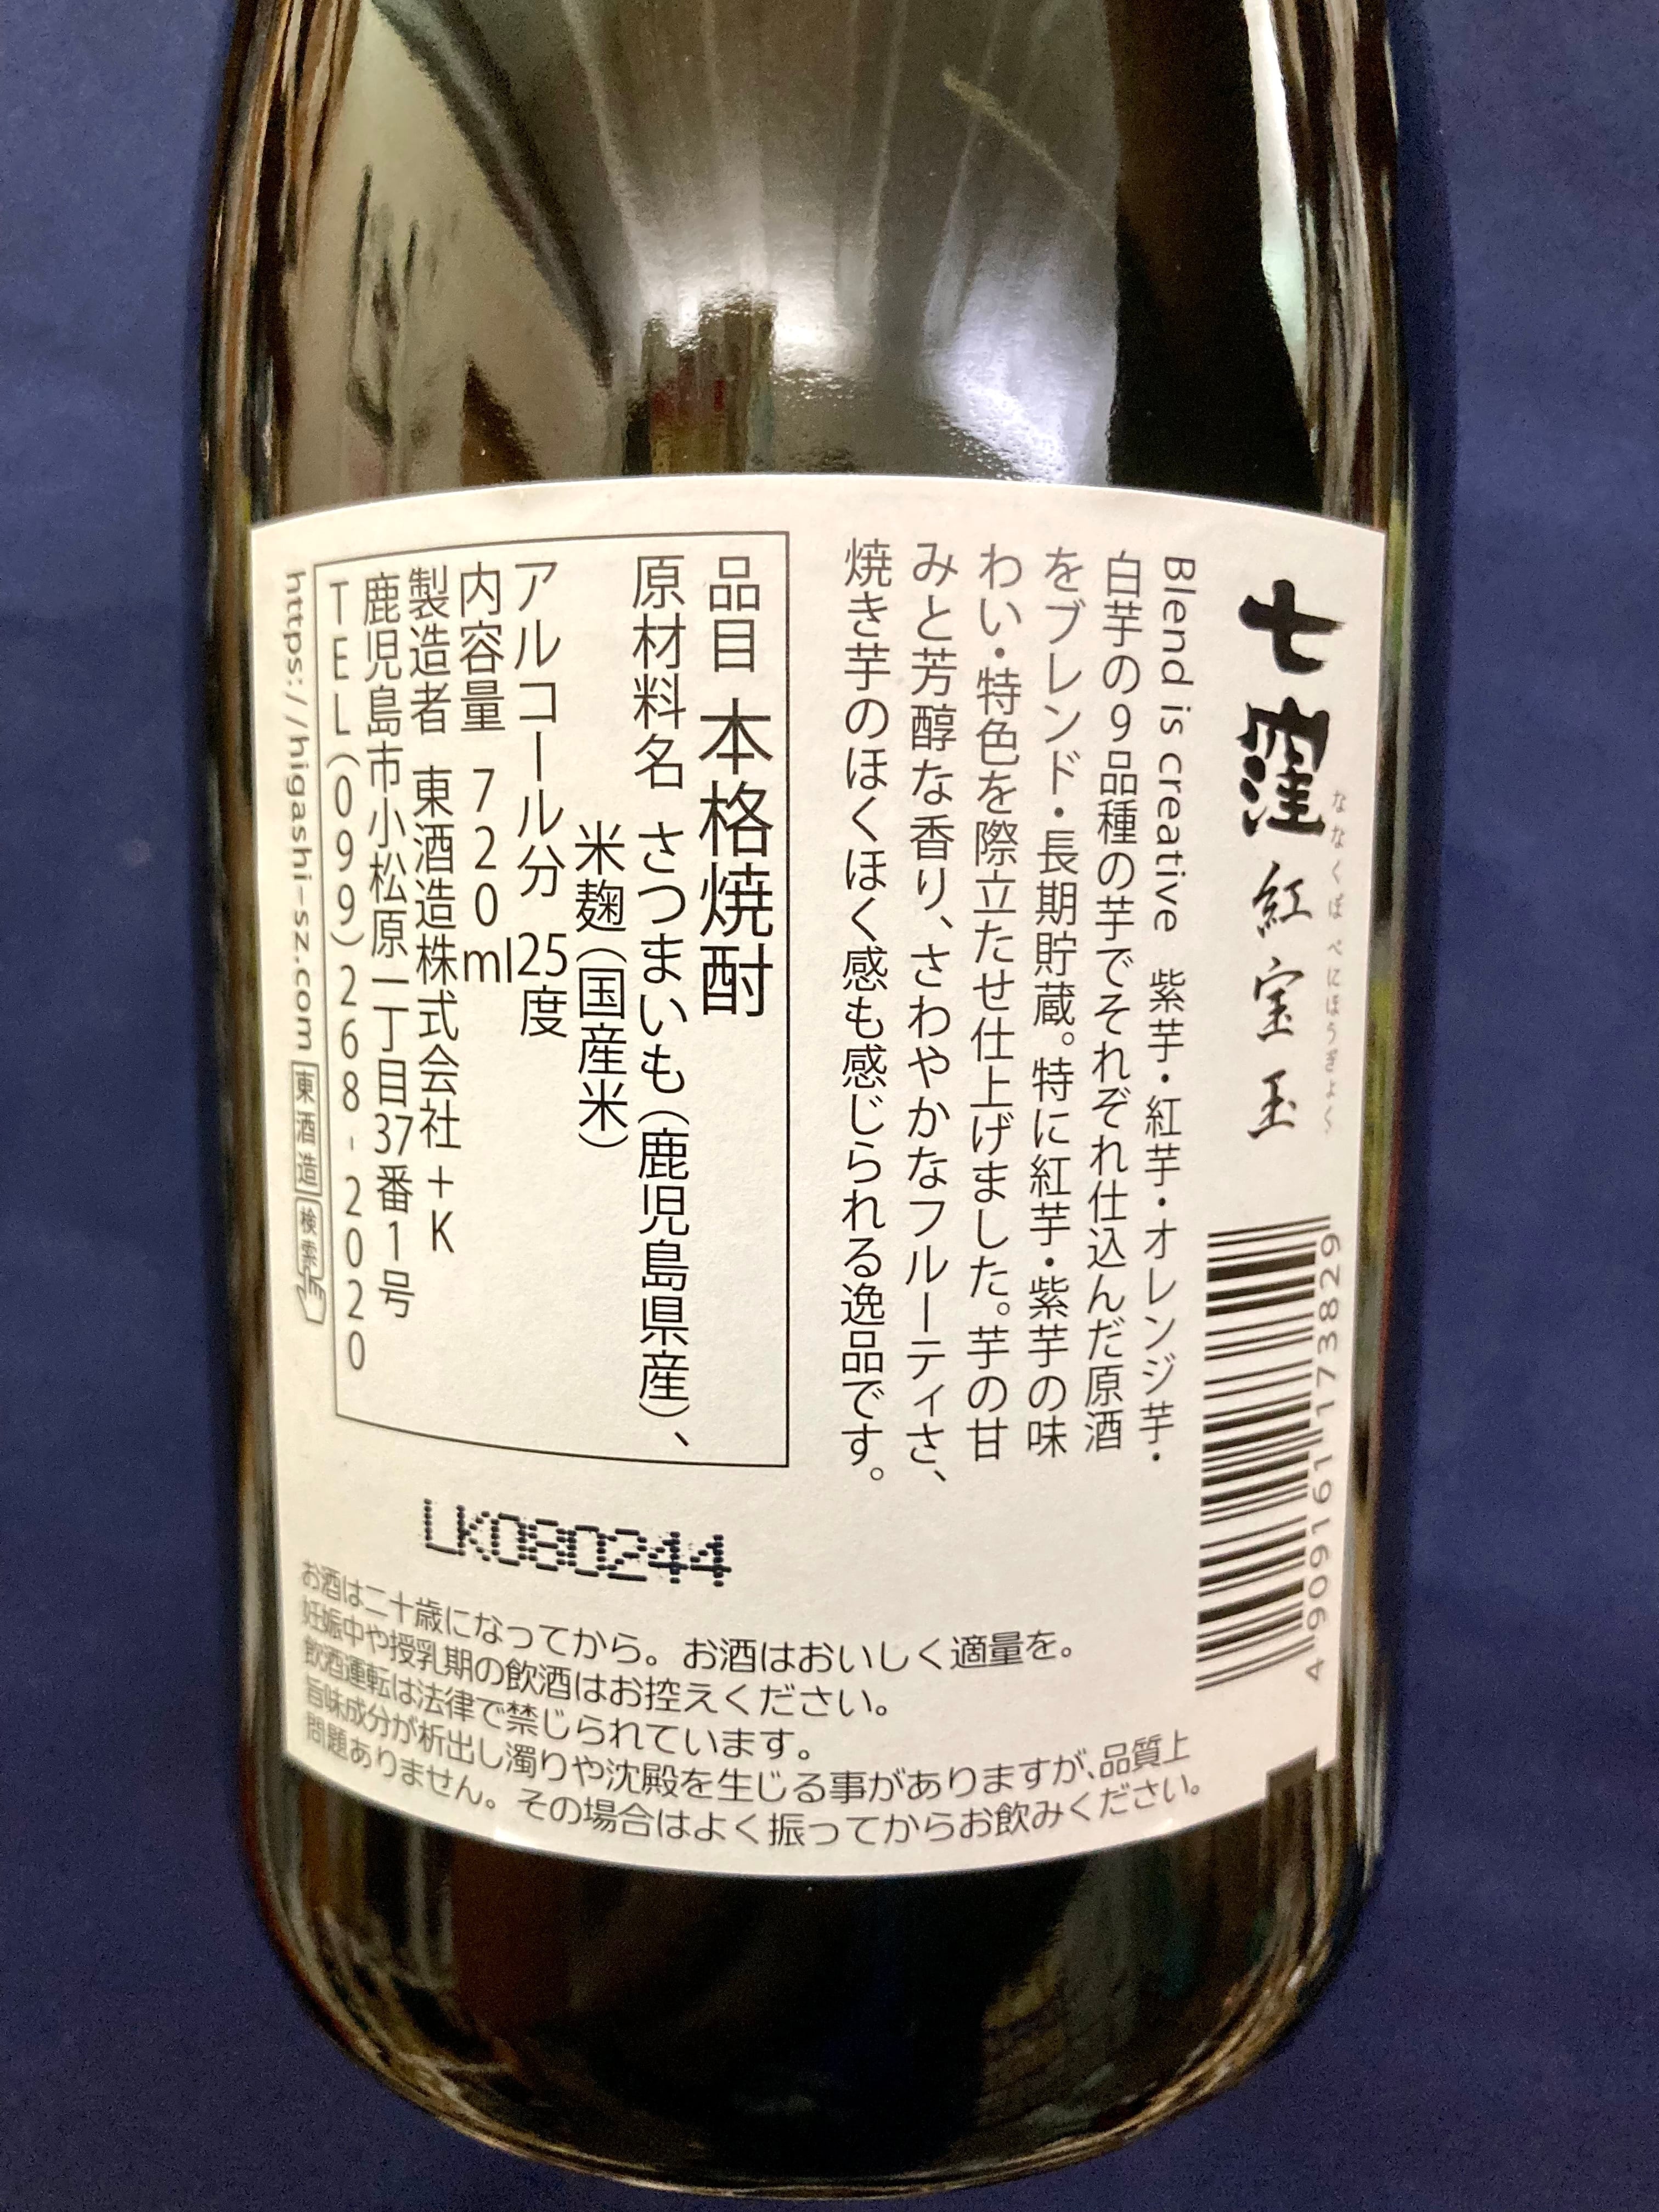 七窪 紅宝玉
ななくぼ べにほうぎょく
4 909161 173829
Blend is creative 紫芋・紅芋・オレンジ芋・
白芋の9品種の芋でそれぞれ仕込んだ原酒
をブレンド・長期貯蔵。特に紅芋・紫芋の味
わい・特色を際立たせ仕上げました。芋の甘
みと芳醇な香り、さわやかなフルーティさ、
焼き芋のほくほく感も感じられる逸品です。
品目 本格焼酎
原材料名 さつまいも(鹿児島県産)、
米麹(国産米)
アルコール分 25度
内容量 720ml
製造者 東酒造株式会社+K
鹿児島市小松原一丁目37番1号
TEL(099)268-2020
https://higashi-sz.com 東酒造 検索
LK080244
お酒は二十歳になってから。お酒はおいしく適量を。
妊娠中や授乳期の飲酒はお控えください。
飲酒運転は法律で禁じられています。
旨味成分が析出し濁りや沈殿を生じる事がありますが、品質上
問題ありません。その場合はよく振ってからお飲みください。